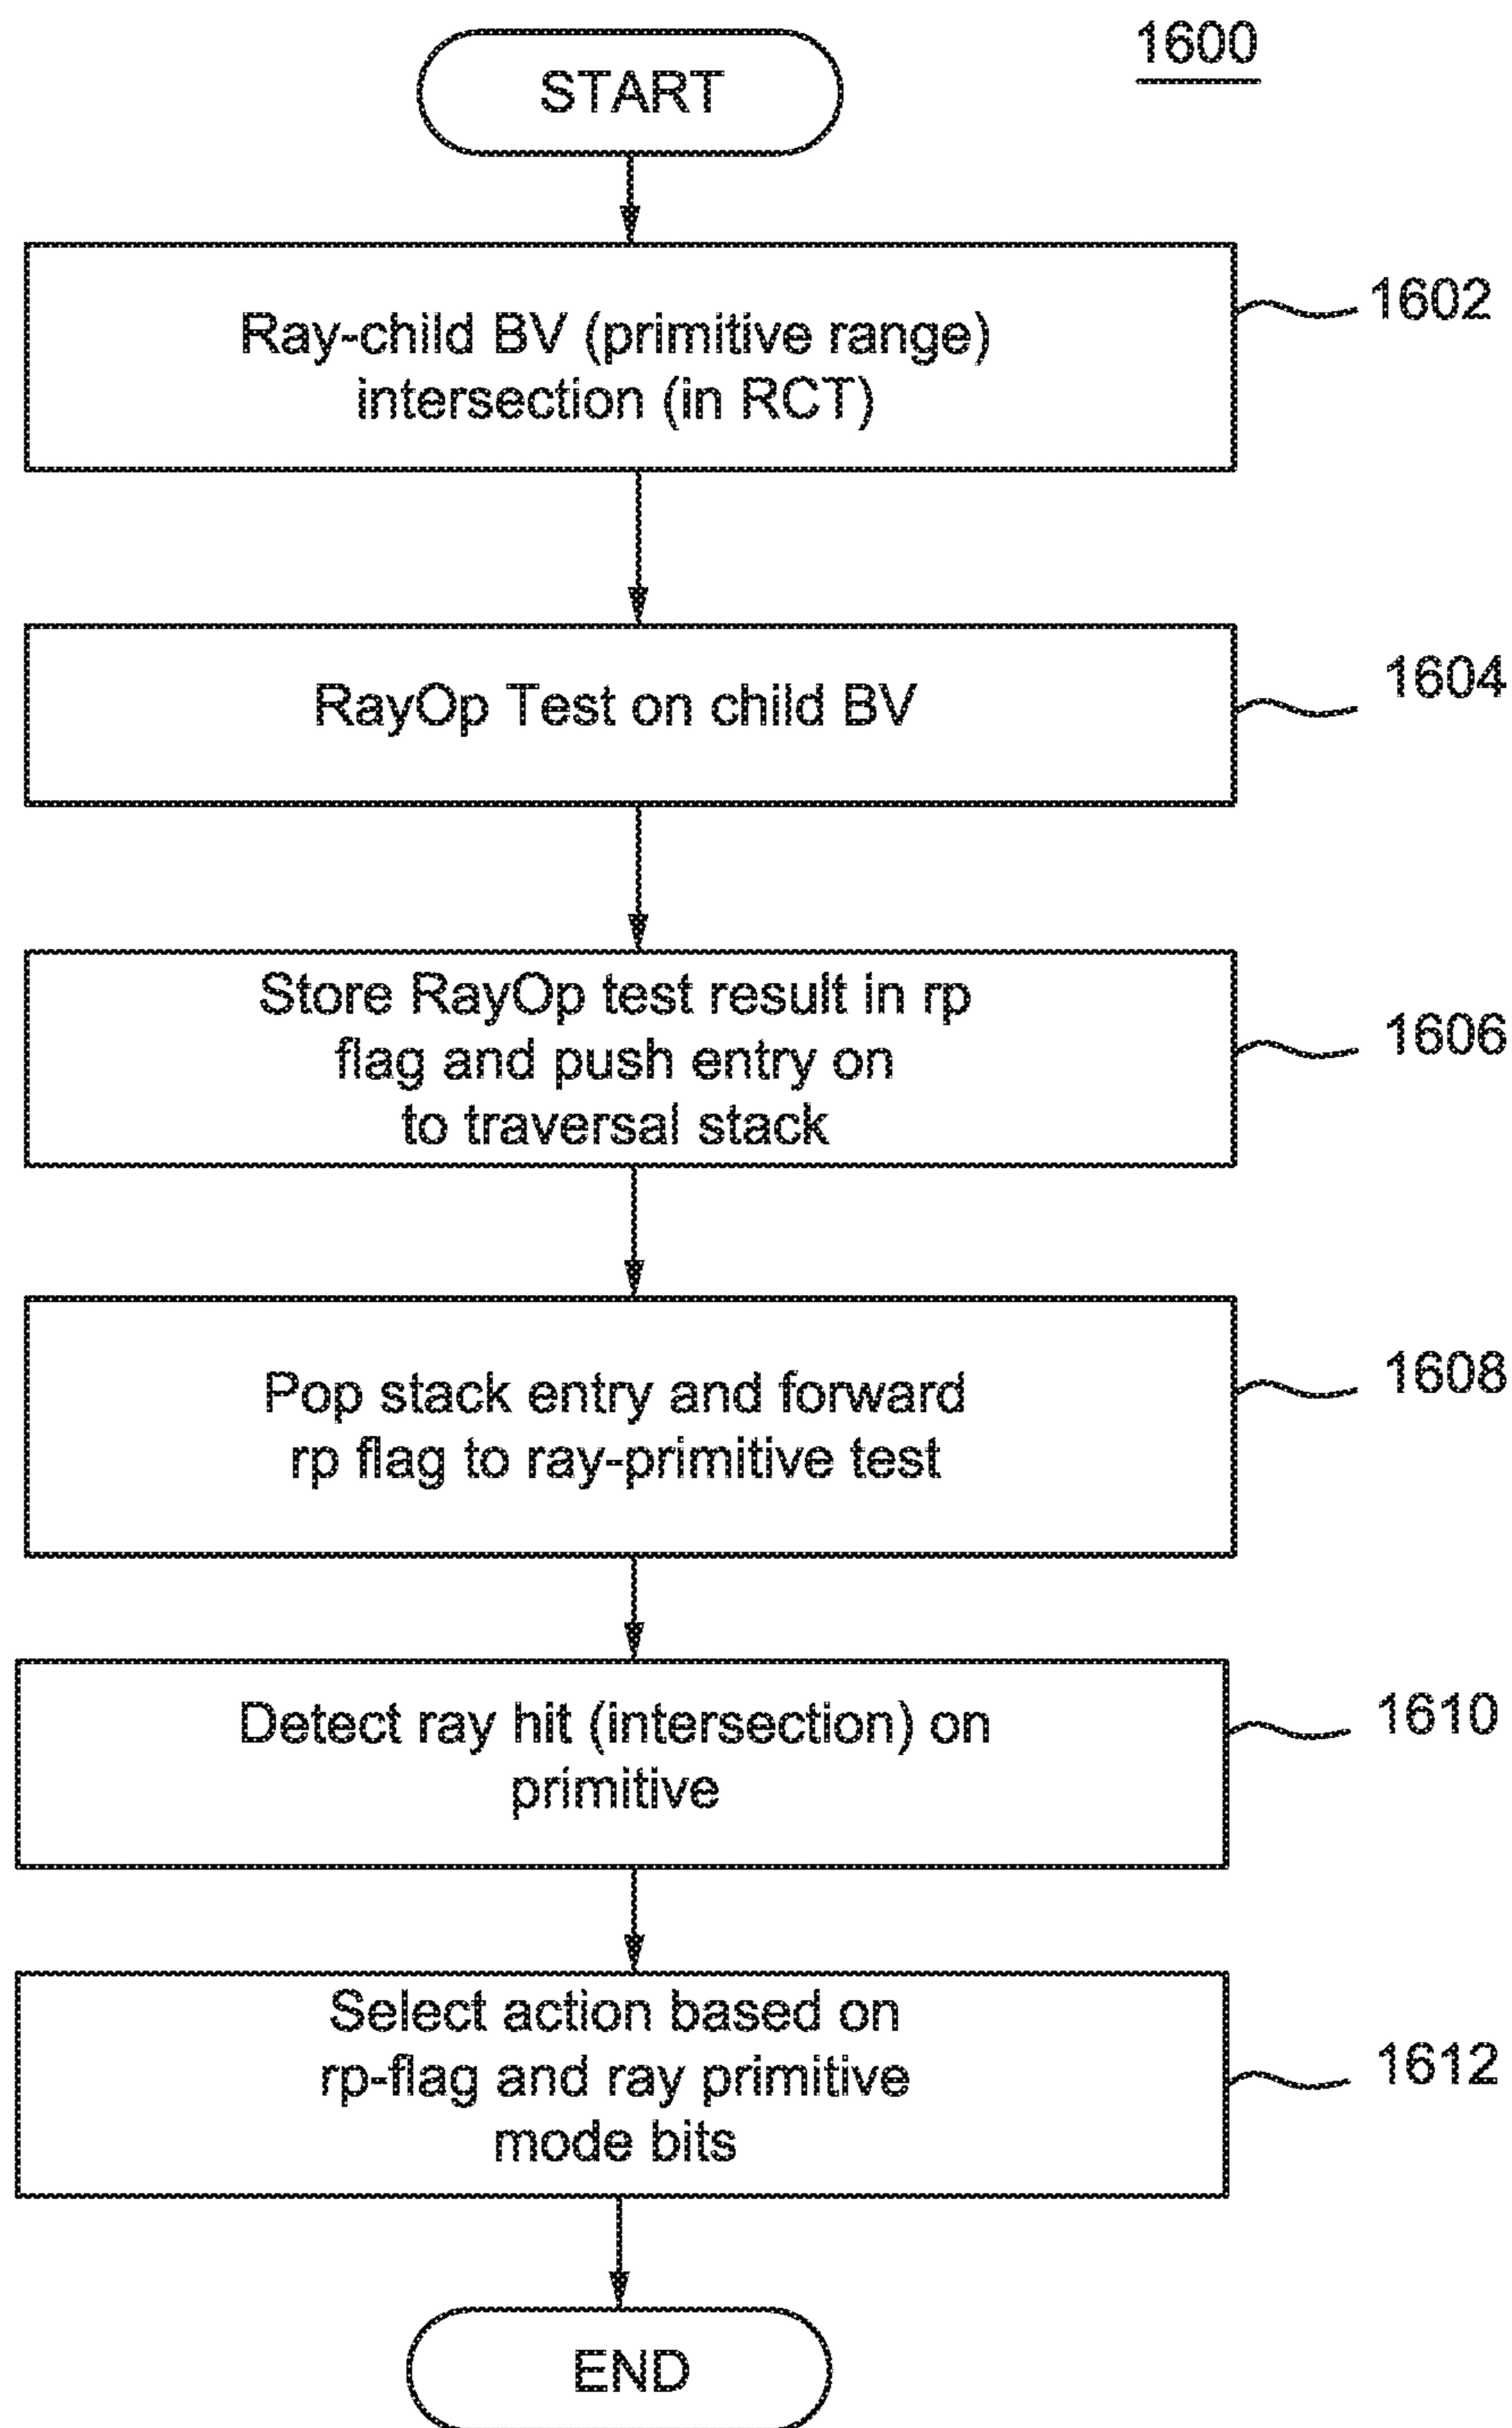 1600
START
Ray-child BV (primitive range)
intersection (in RCT)
1602
RayOp Test on child BV
1604
Store RayOp test result in rp
flag and push entry on
to traversal stack
1606
Pop stack entry and forward
rp flag to ray-primitive test
1608
Detect ray hit (intersection) on
primitive
1610
Select action based on
rp-flag and ray primitive
mode bits
1612
END